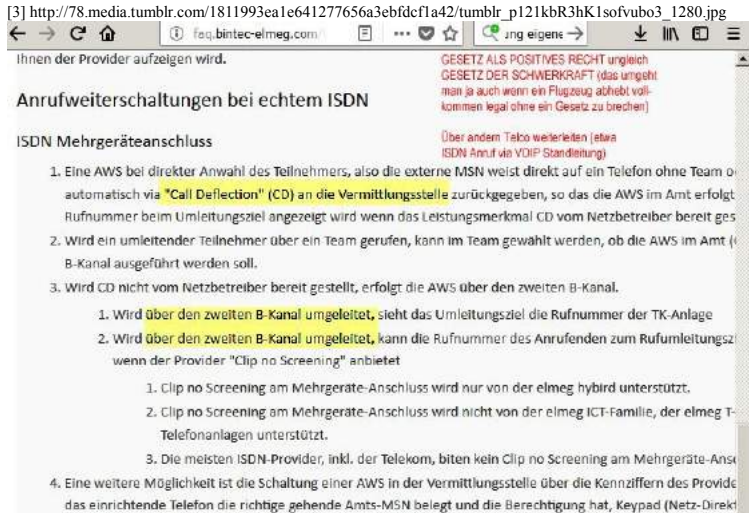 [3] http://78.media.tumblr.com/1811993ea1e641277656a3ebfdcf1a42/tumblr_p121kbR3hK1sofvubo3_1280.jpg
faq.bintec-elmeg.com
ung eigene
Ihnen der Provider aufzeigen wird.
GESETZ ALS POSITIVES RECHT ungleich
GESETZ DER SCHWERKRAFT (das umgeht
man ja auch wenn ein Flugzeug abhebt voll-
kommen legal ohne ein Gesetz zu brechen)
Anrufweiterschaltungen bei echtem ISDN
Über andern Telco weiterleiten (etwa
ISDN Anruf via VOIP Standleitung)
ISDN Mehrgeräteanschluss
1. Eine AWS bei direkter Anwahl des Teilnehmers, also die externe MSN weist direkt auf ein Telefon ohne Team
automatisch via "Call Deflection" (CD) an die Vermittlungsstelle zurückgegeben, so das die AWS im Amt erfolgt
Rufnummer beim Umleitungsziel angezeigt wird wenn das Leistungsmerkmal CD vom Netzbetreiber bereit ges
2. Wird ein umleitender Teilnehmer über ein Team gerufen, kann im Team gewählt werden, ob die AWS im Amt (
B-Kanal ausgeführt werden soll.
3. Wird CD nicht vom Netzbetreiber bereit gestellt, erfolgt die AWS über den zweiten B-Kanal.
1. Wird über den zweiten B-Kanal umgeleitet, sieht das Umleitungsziel die Rufnummer der TK-Anlage
2. Wird über den zweiten B-Kanal umgeleitet, kann die Rufnummer des Anrufenden zum Rufumleitungsz
wenn der Provider "Clip no Screening" anbietet
1. Clip no Screening am Mehrgeräte-Anschluss wird nur von der elmeg hybird unterstützt.
2. Clip no Screening am Mehrgeräte-Anschluss wird nicht von der elmeg ICT-Familie, der elmeg T-
Telefonanlagen unterstützt.
3. Die meisten ISDN-Provider, inkl. der Telekom, biten kein Clip no Screening am Mehrgeräte-Ans
4. Eine weitere Möglichkeit ist die Schaltung einer AWS in der Vermittlungsstelle über die Kennziffern des Provide
das einrichtende Telefon die richtige gehende Amts-MSN belegt und die Berechtigung hat, Keypad (Netz-Direkt